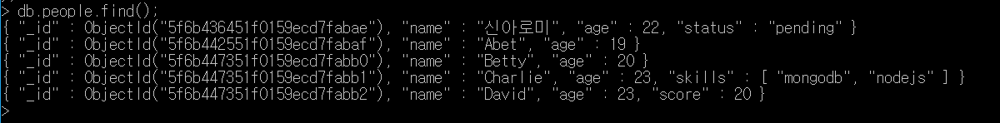 > db.people.find();
{ "_id" : ObjectId("5f6b436451f0159ecd7fabae"), "name" : "신아로미", "age" : 22, "status" : "pending" }
{ "_id" : ObjectId("5f6b442551f0159ecd7fabaf"), "name" : "Abet", "age" : 19 }
{ "_id" : ObjectId("5f6b447351f0159ecd7fabb0"), "name" : "Betty", "age" : 20 }
{ "_id" : ObjectId("5f6b447351f0159ecd7fabb1"), "name" : "Charlie", "age" : 23, "skills" : [ "mongodb", "nodejs" ] }
{ "_id" : ObjectId("5f6b447351f0159ecd7fabb2"), "name" : "David", "age" : 23, "score" : 20 }
>